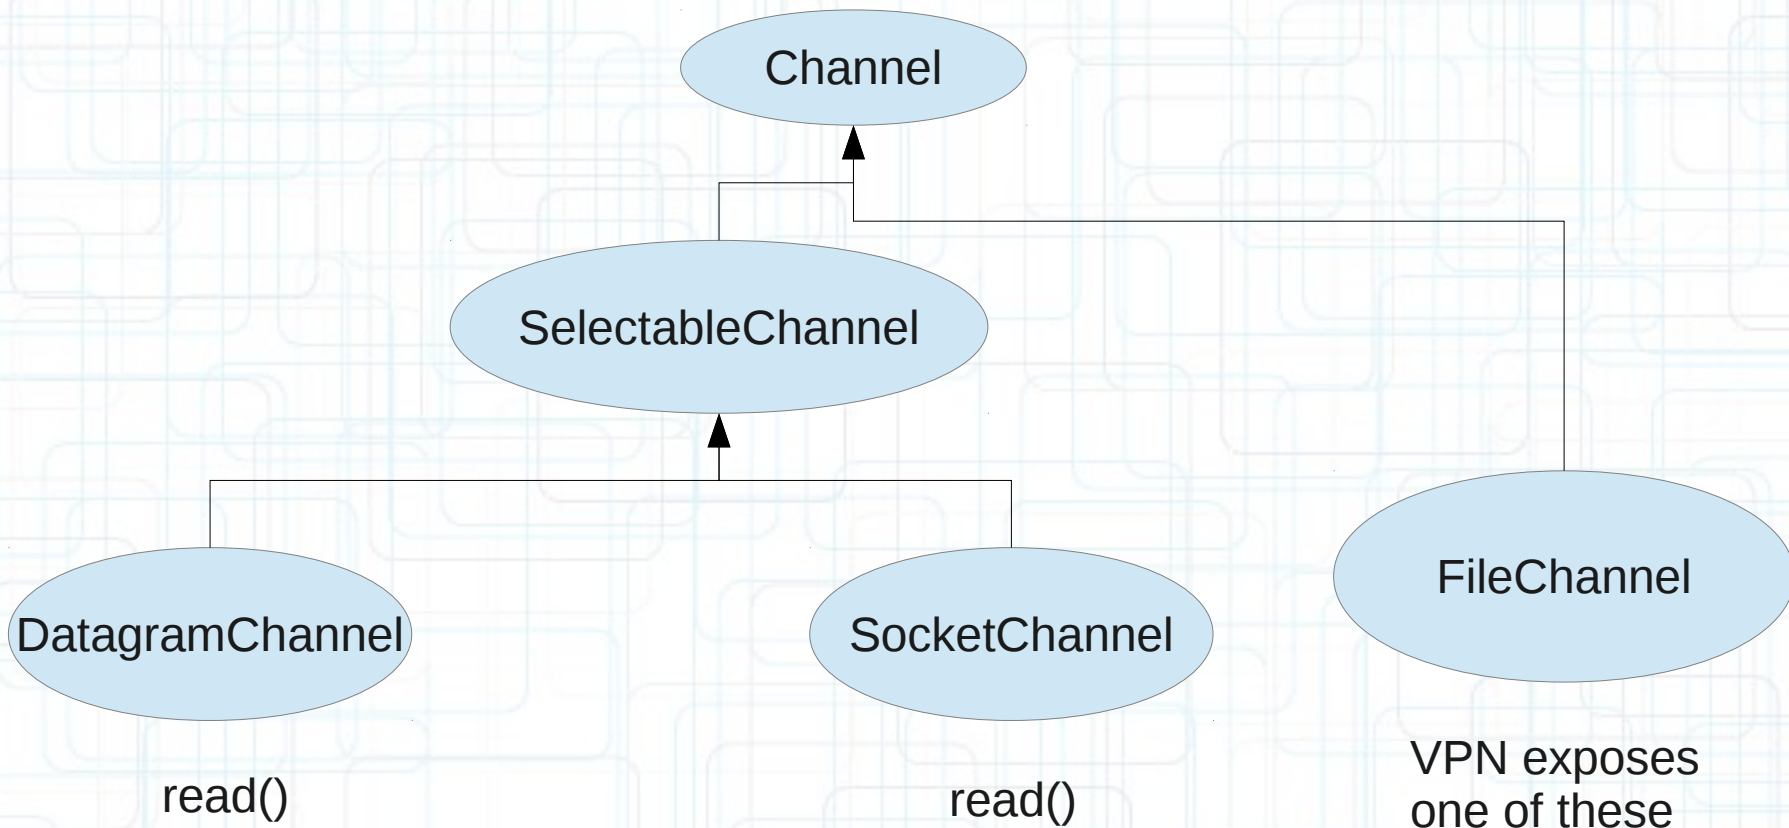 Channel
SelectableChannel
FileChannel
DatagramChannel
SocketChannel
read()
read()
VPN exposes
one of these